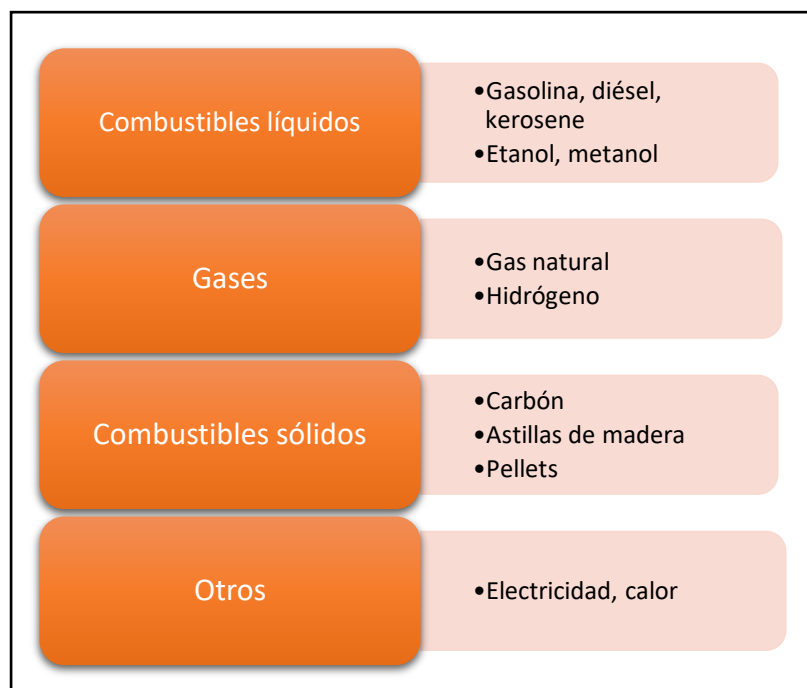 Combustibles líquidos
•Gasolina, diésel,
kerosene
•Etanol, metanol
Gases
•Gas natural
•Hidrógeno
Combustibles sólidos
•Carbón
•Astillas de madera
•Pellets
Otros
•Electricidad, calor